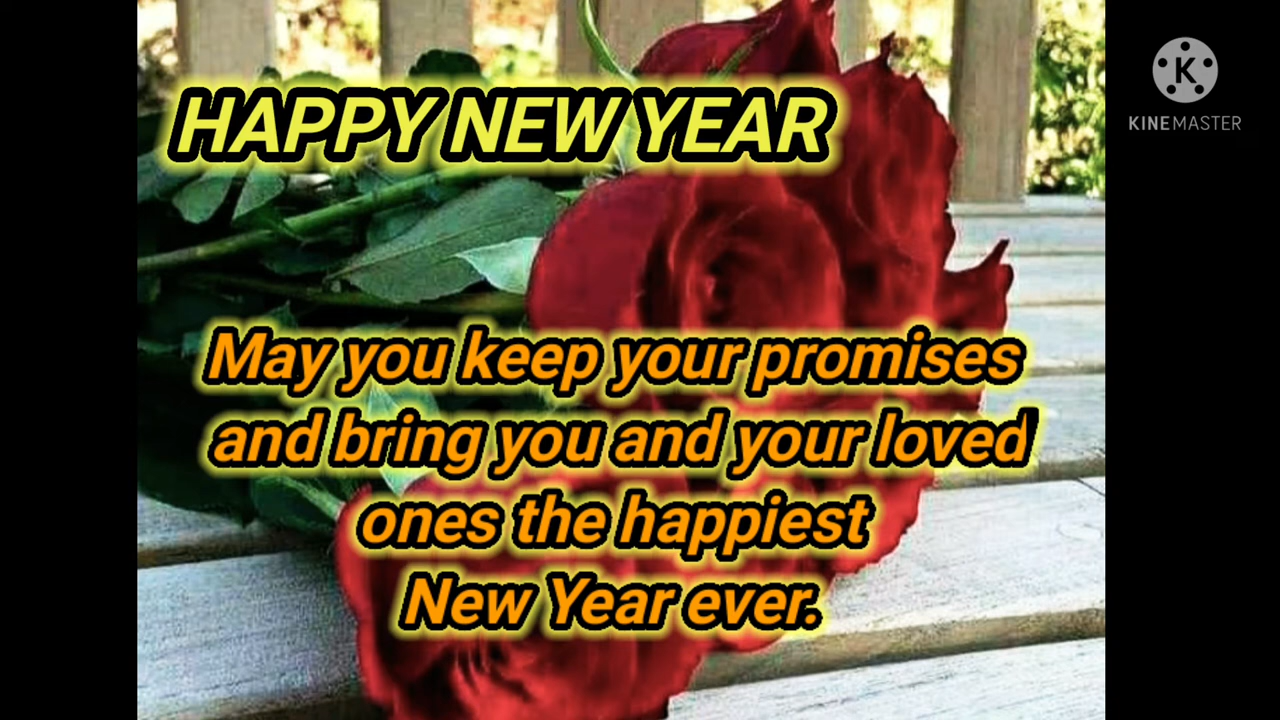 HAPPY NEW YEAR
KINEMASTER
May you keep your promises
and bring you and your loved
ones the happiest
New Year ever.